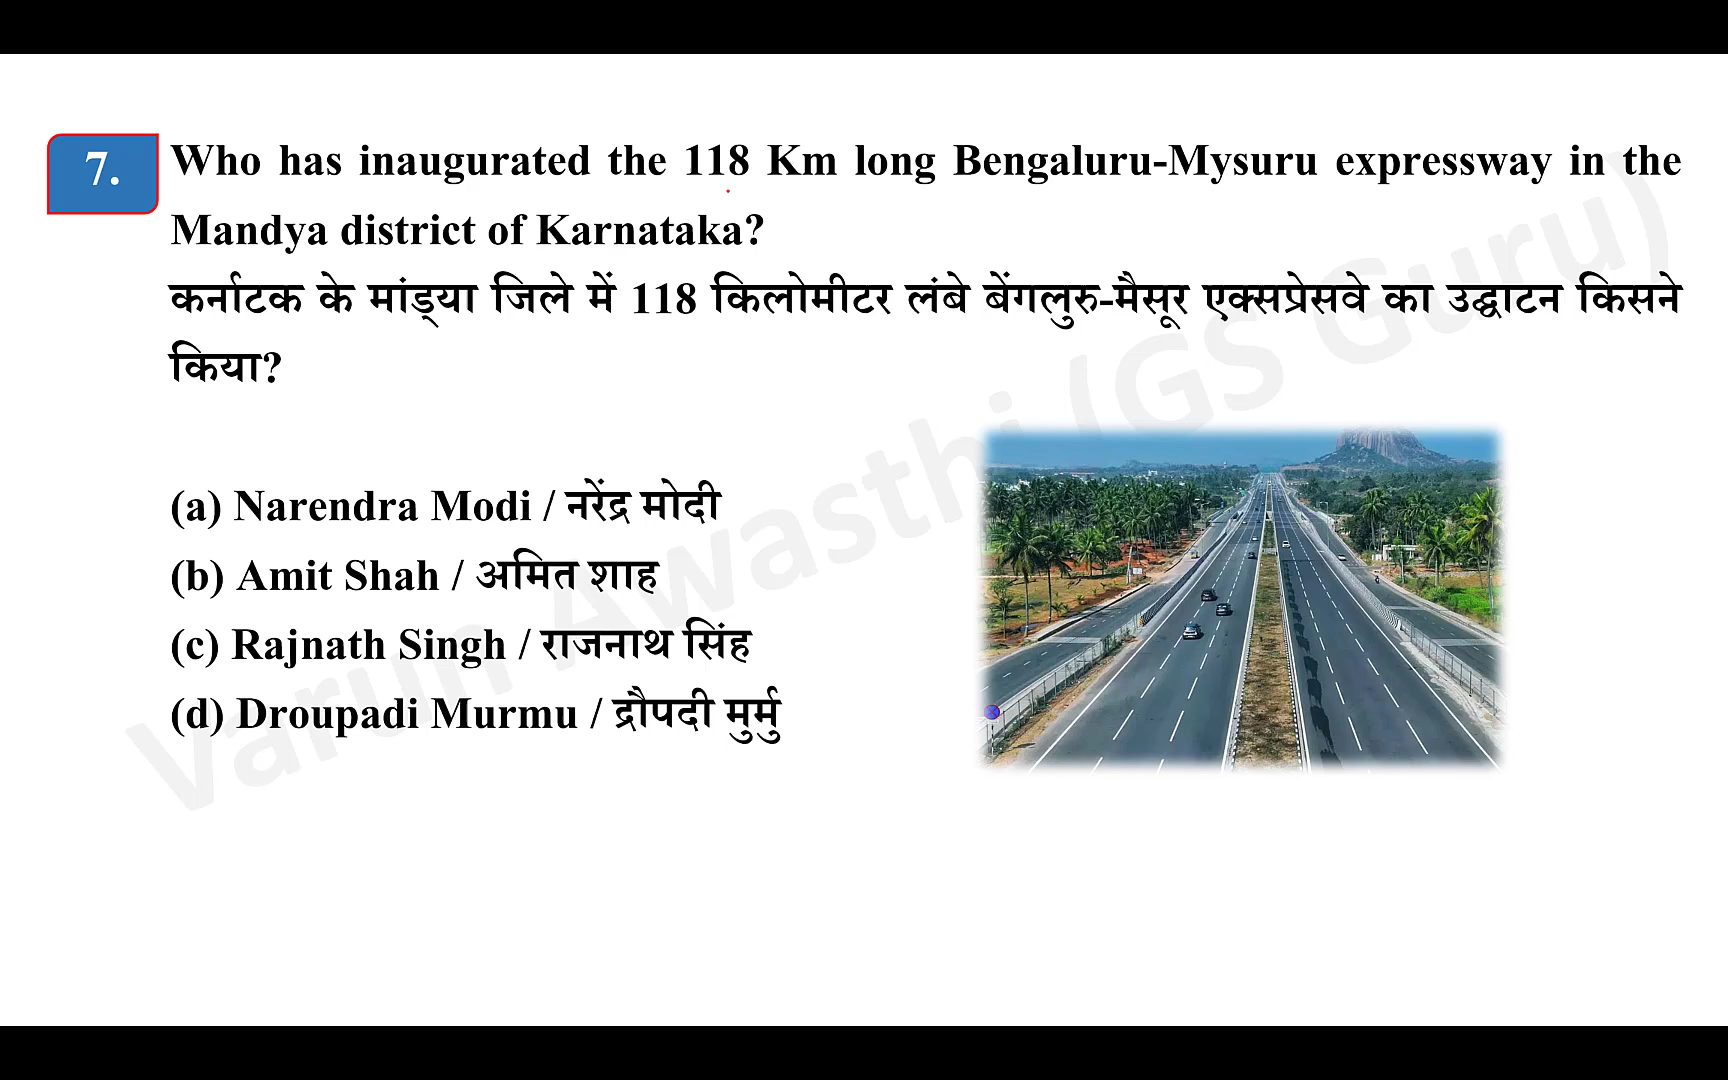 7.
Who has inaugurated the 118 Km long Bengaluru-Mysuru expressway in the
Mandya district of Karnataka?
कर्नाटक के मांड्या जिले में 118 किलोमीटर लंबे बेंगलुरु-मैसूर एक्सप्रेसवे का उद्घाटन किसने
किया?
(a) Narendra Modi / नरेंद्र मोदी
(b) Amit Shah / अमित शाह
(c) Rajnath Singh / राजनाथ सिंह
(d) Droupadi Murmu / द्रौपदी मुर्मु
Varun Awasthi (GS Guru)